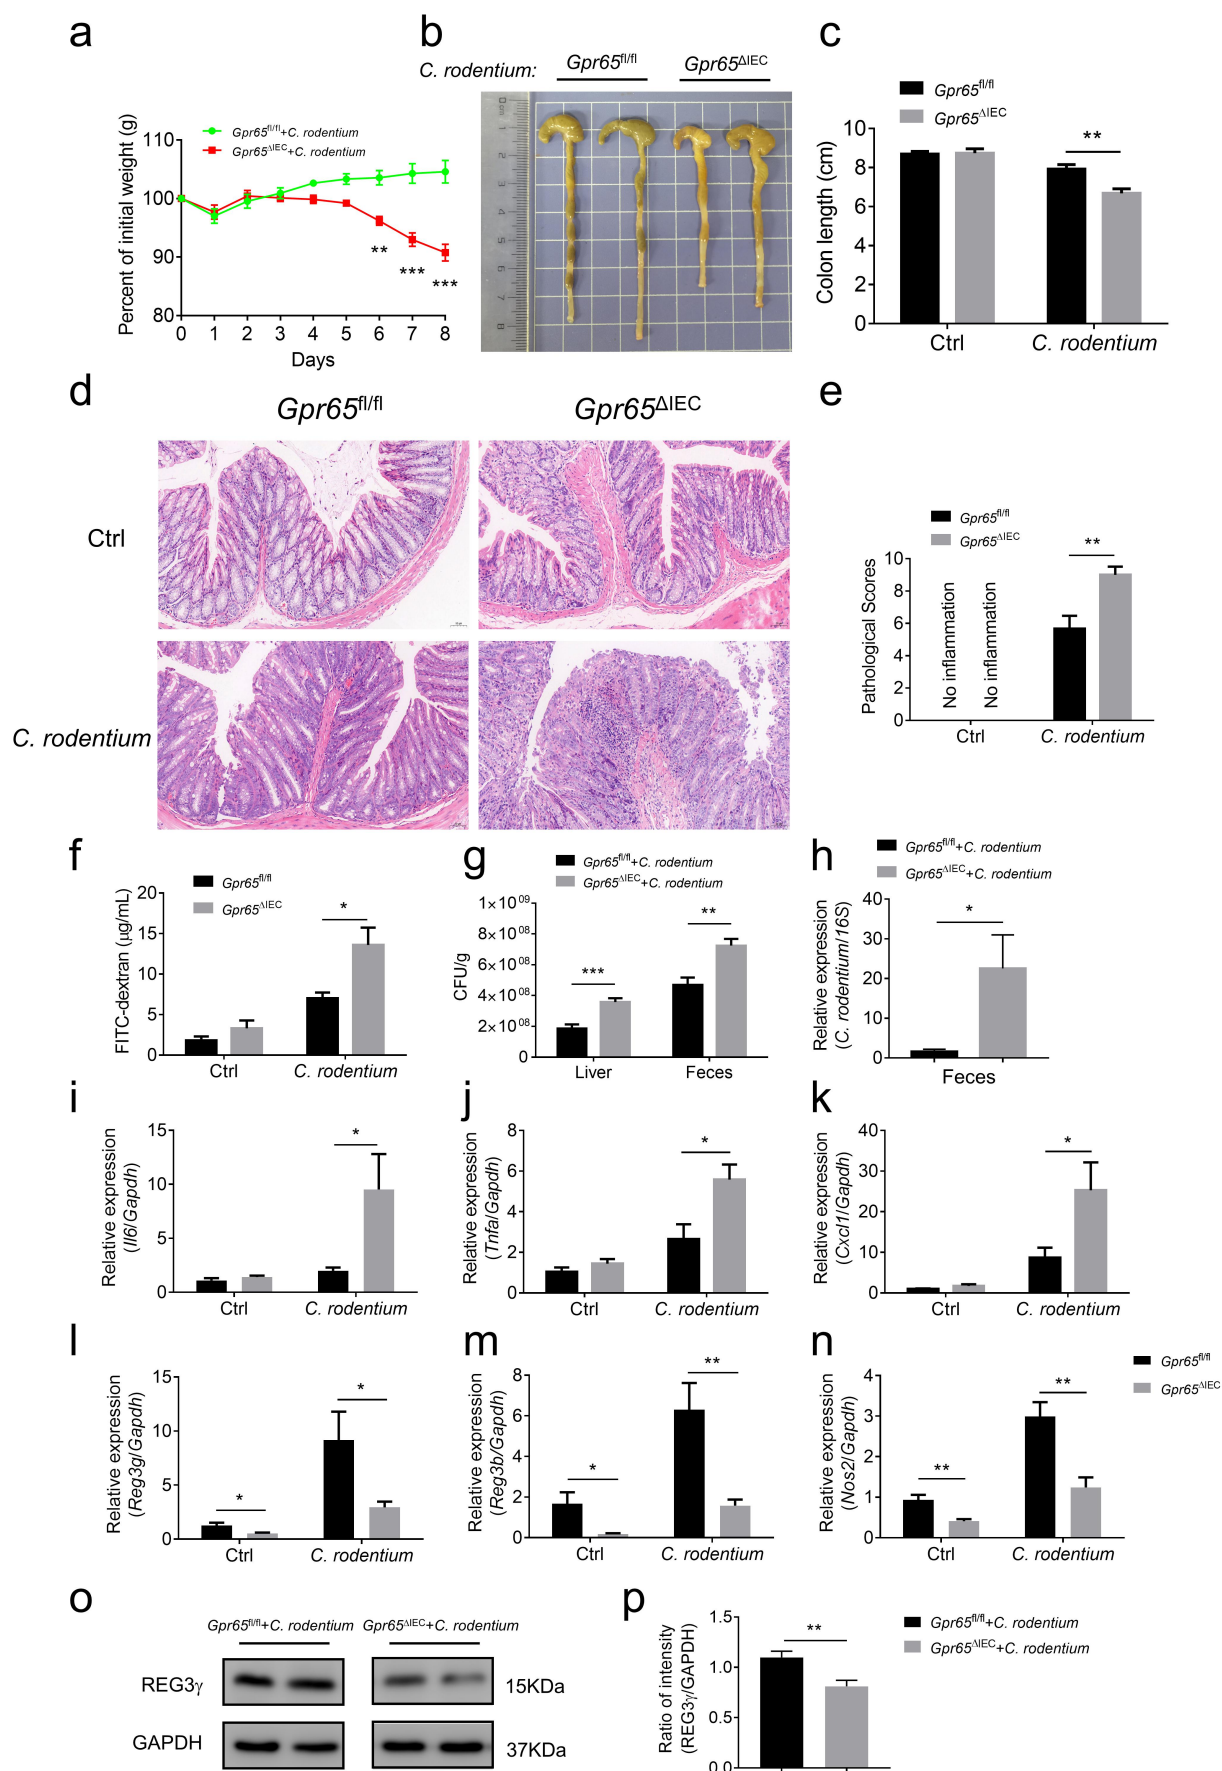 a
Percent of initial weight (g)
110
100
90
80
Gpr65fl/fl+C. rodentium
Gpr65ΔIEC+C. rodentium
**
***
***
0 1 2 3 4 5 6 7 8
Days
b
C. rodentium:
Gpr65fl/fl
Gpr65ΔIEC
0cm
1
2
3
4
5
6
7
8
c
Gpr65fl/fl
Gpr65ΔIEC
Colon length (cm)
10
8
6
4
2
0
**
Ctrl
C. rodentium
d
Gpr65fl/fl
Gpr65ΔIEC
Ctrl
C. rodentium
e
Gpr65fl/fl
Gpr65ΔIEC
Pathological Scores
10
8
6
4
2
0
No inflammation
No inflammation
**
Ctrl
C. rodentium
f
Gpr65fl/fl
Gpr65ΔIEC
FITC-dextran (μg/mL)
20
15
10
5
0
*
Ctrl
C. rodentium
g
Gpr65fl/fl+C. rodentium
Gpr65ΔIEC+C. rodentium
CFU/g
1×10⁰⁹
8×10⁰⁸
6×10⁰⁸
4×10⁰⁸
2×10⁰⁸
0
***
**
Liver
Feces
h
Gpr65fl/fl+C. rodentium
Gpr65ΔIEC+C. rodentium
Relative expression
(C. rodentium/16S)
40
30
20
10
0
*
Feces
i
Relative expression
(Il6/Gapdh)
15
10
5
0
*
Ctrl
C. rodentium
j
Relative expression
(Tnfa/Gapdh)
8
6
4
2
0
*
Ctrl
C. rodentium
k
Relative expression
(Cxcl1/Gapdh)
40
30
20
10
0
*
Ctrl
C. rodentium
l
Relative expression
(Reg3g/Gapdh)
15
10
5
0
*
*
Ctrl
C. rodentium
m
Relative expression
(Reg3b/Gapdh)
8
6
4
2
0
*
**
Ctrl
C. rodentium
n
Relative expression
(Nos2/Gapdh)
4
3
2
1
0
**
**
Ctrl
C. rodentium
Gpr65fl/fl
Gpr65ΔIEC
o
Gpr65fl/fl+C. rodentium
Gpr65ΔIEC+C. rodentium
REG3γ
15KDa
GAPDH
37KDa
p
Ratio of intensity
(REG3γ/GAPDH)
1.5
1.0
0.5
0.0
**
Gpr65fl/fl+C. rodentium
Gpr65ΔIEC+C. rodentium